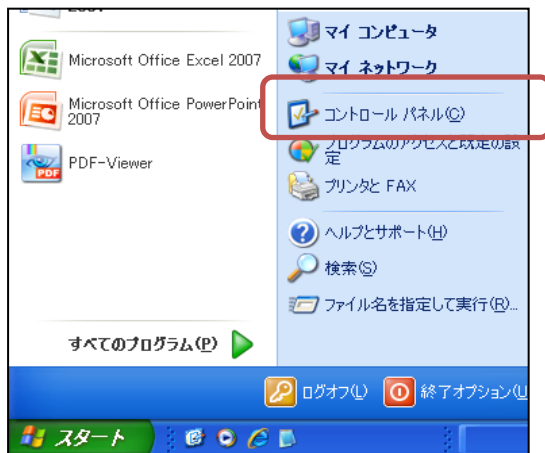 2007
Microsoft Office Excel 2007
Microsoft Office PowerPoint
2007
PDF-Viewer
PDF
すべてのプログラム(P)
マイ コンピュータ
マイ ネットワーク
コントロール パネル(C)
プログラムのアクセスと既定の設
定
プリンタと FAX
ヘルプとサポート(H)
検索(S)
ファイル名を指定して実行(R)...
ログオフ(L)
終了オプション(U
スタート